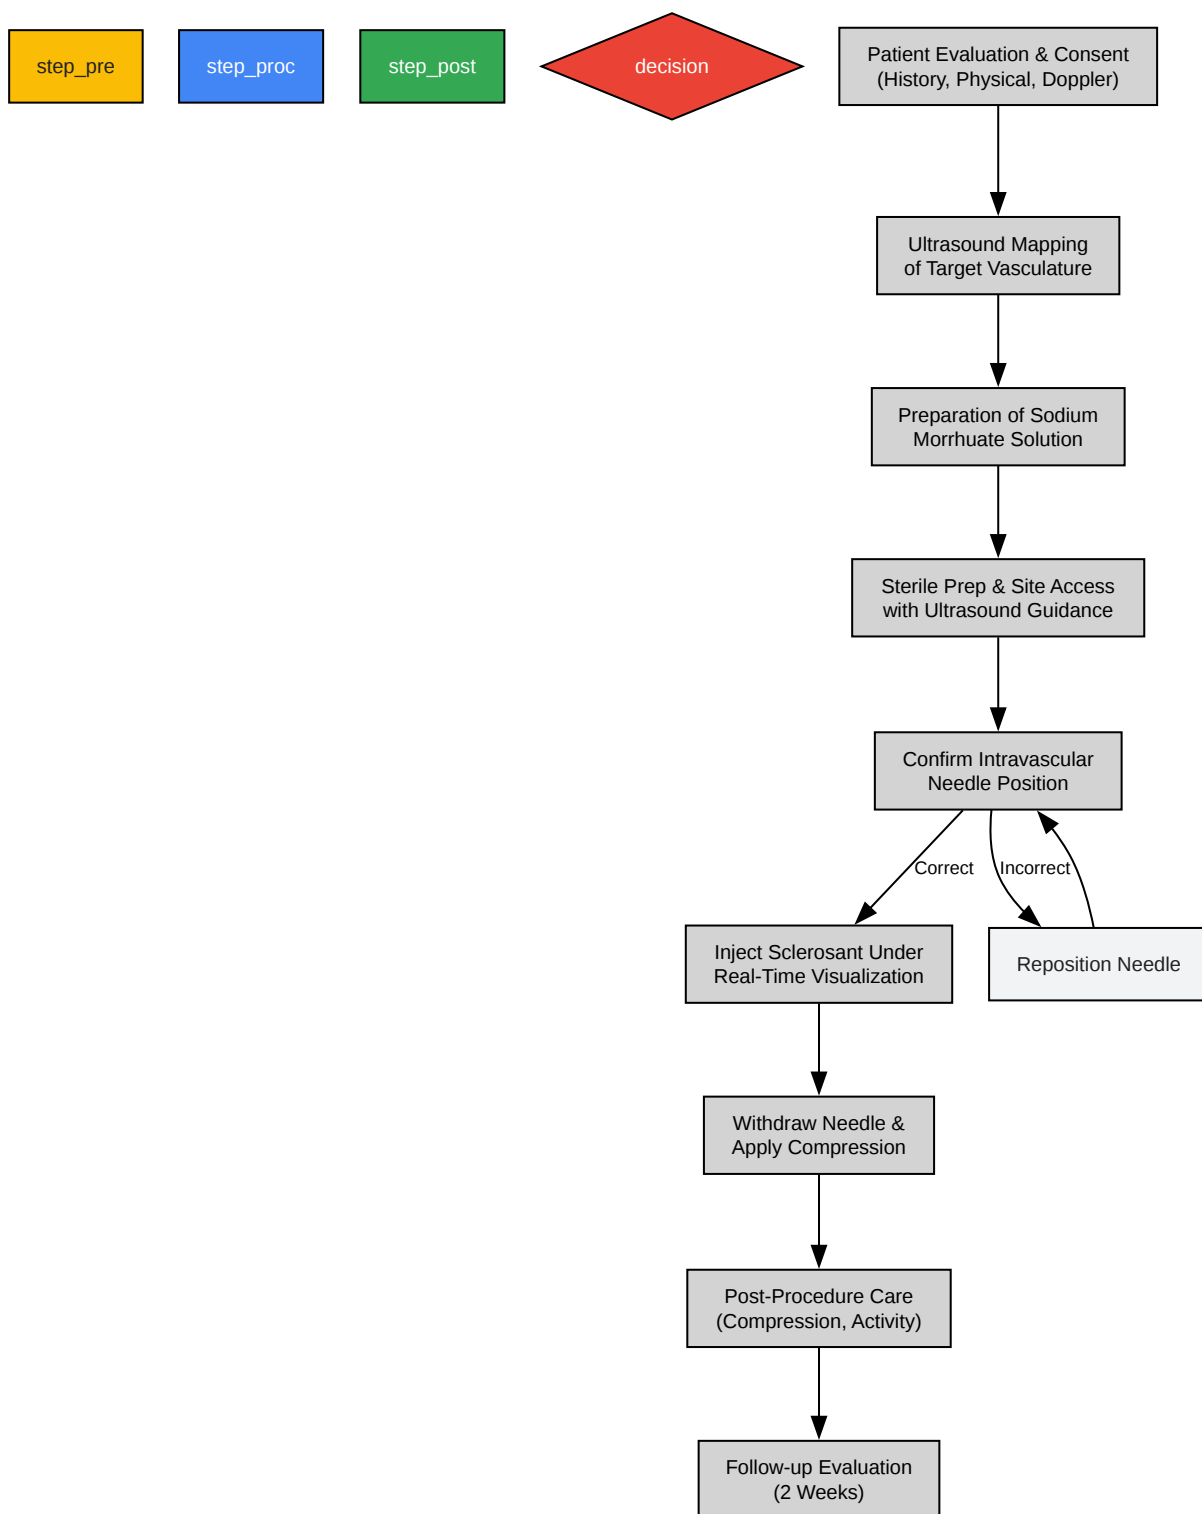 step_pre
step_proc
step_post
decision
Patient Evaluation & Consent
(History, Physical, Doppler)
Ultrasound Mapping
of Target Vasculature
Preparation of Sodium
Morrhuate Solution
Sterile Prep & Site Access
with Ultrasound Guidance
Confirm Intravascular
Needle Position
Correct
Incorrect
Inject Sclerosant Under
Real-Time Visualization
Reposition Needle
Withdraw Needle &
Apply Compression
Post-Procedure Care
(Compression, Activity)
Follow-up Evaluation
(2 Weeks)